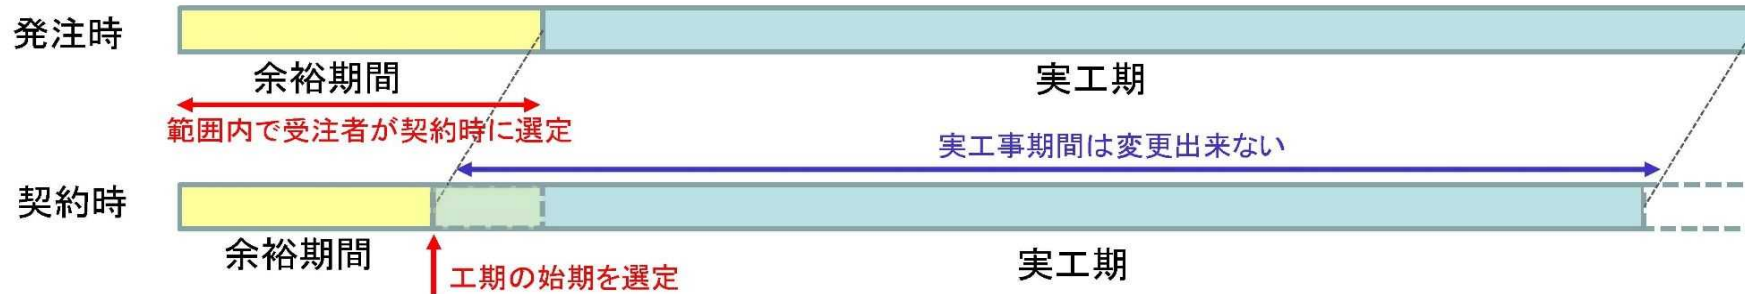 発注時
余裕期間
実工期
範囲内で受注者が契約時に選定
実工事期間は変更出来ない
契約時
余裕期間
工期の始期を選定
実工期